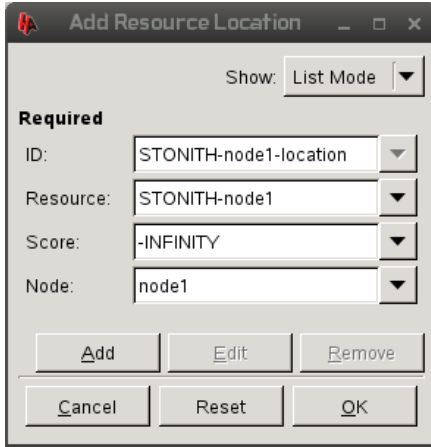 Add Resource Location
Show: List Mode
Required
ID: STONITH-node1-location
Resource: STONITH-node1
Score: -INFINITY
Node: node1
Add Edit Remove
Cancel Reset OK